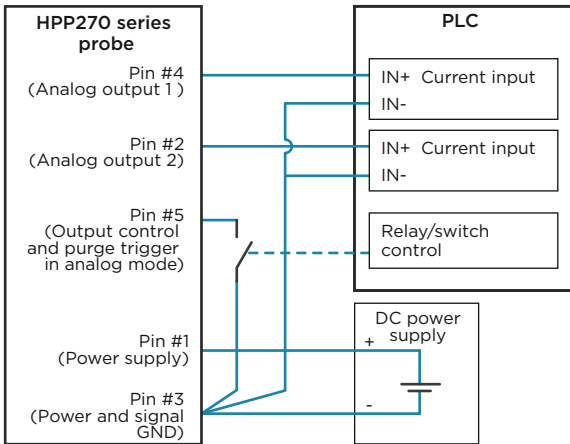 HPP270 series
probe
Pin #4
(Analog output 1 )
Pin #2
(Analog output 2)
Pin #5
(Output control
and purge trigger
in analog mode)
Pin #1
(Power supply)
Pin #3
(Power and signal
GND)
PLC
IN+ Current input
IN-
IN+ Current input
IN-
Relay/switch
control
DC power
supply
+
-